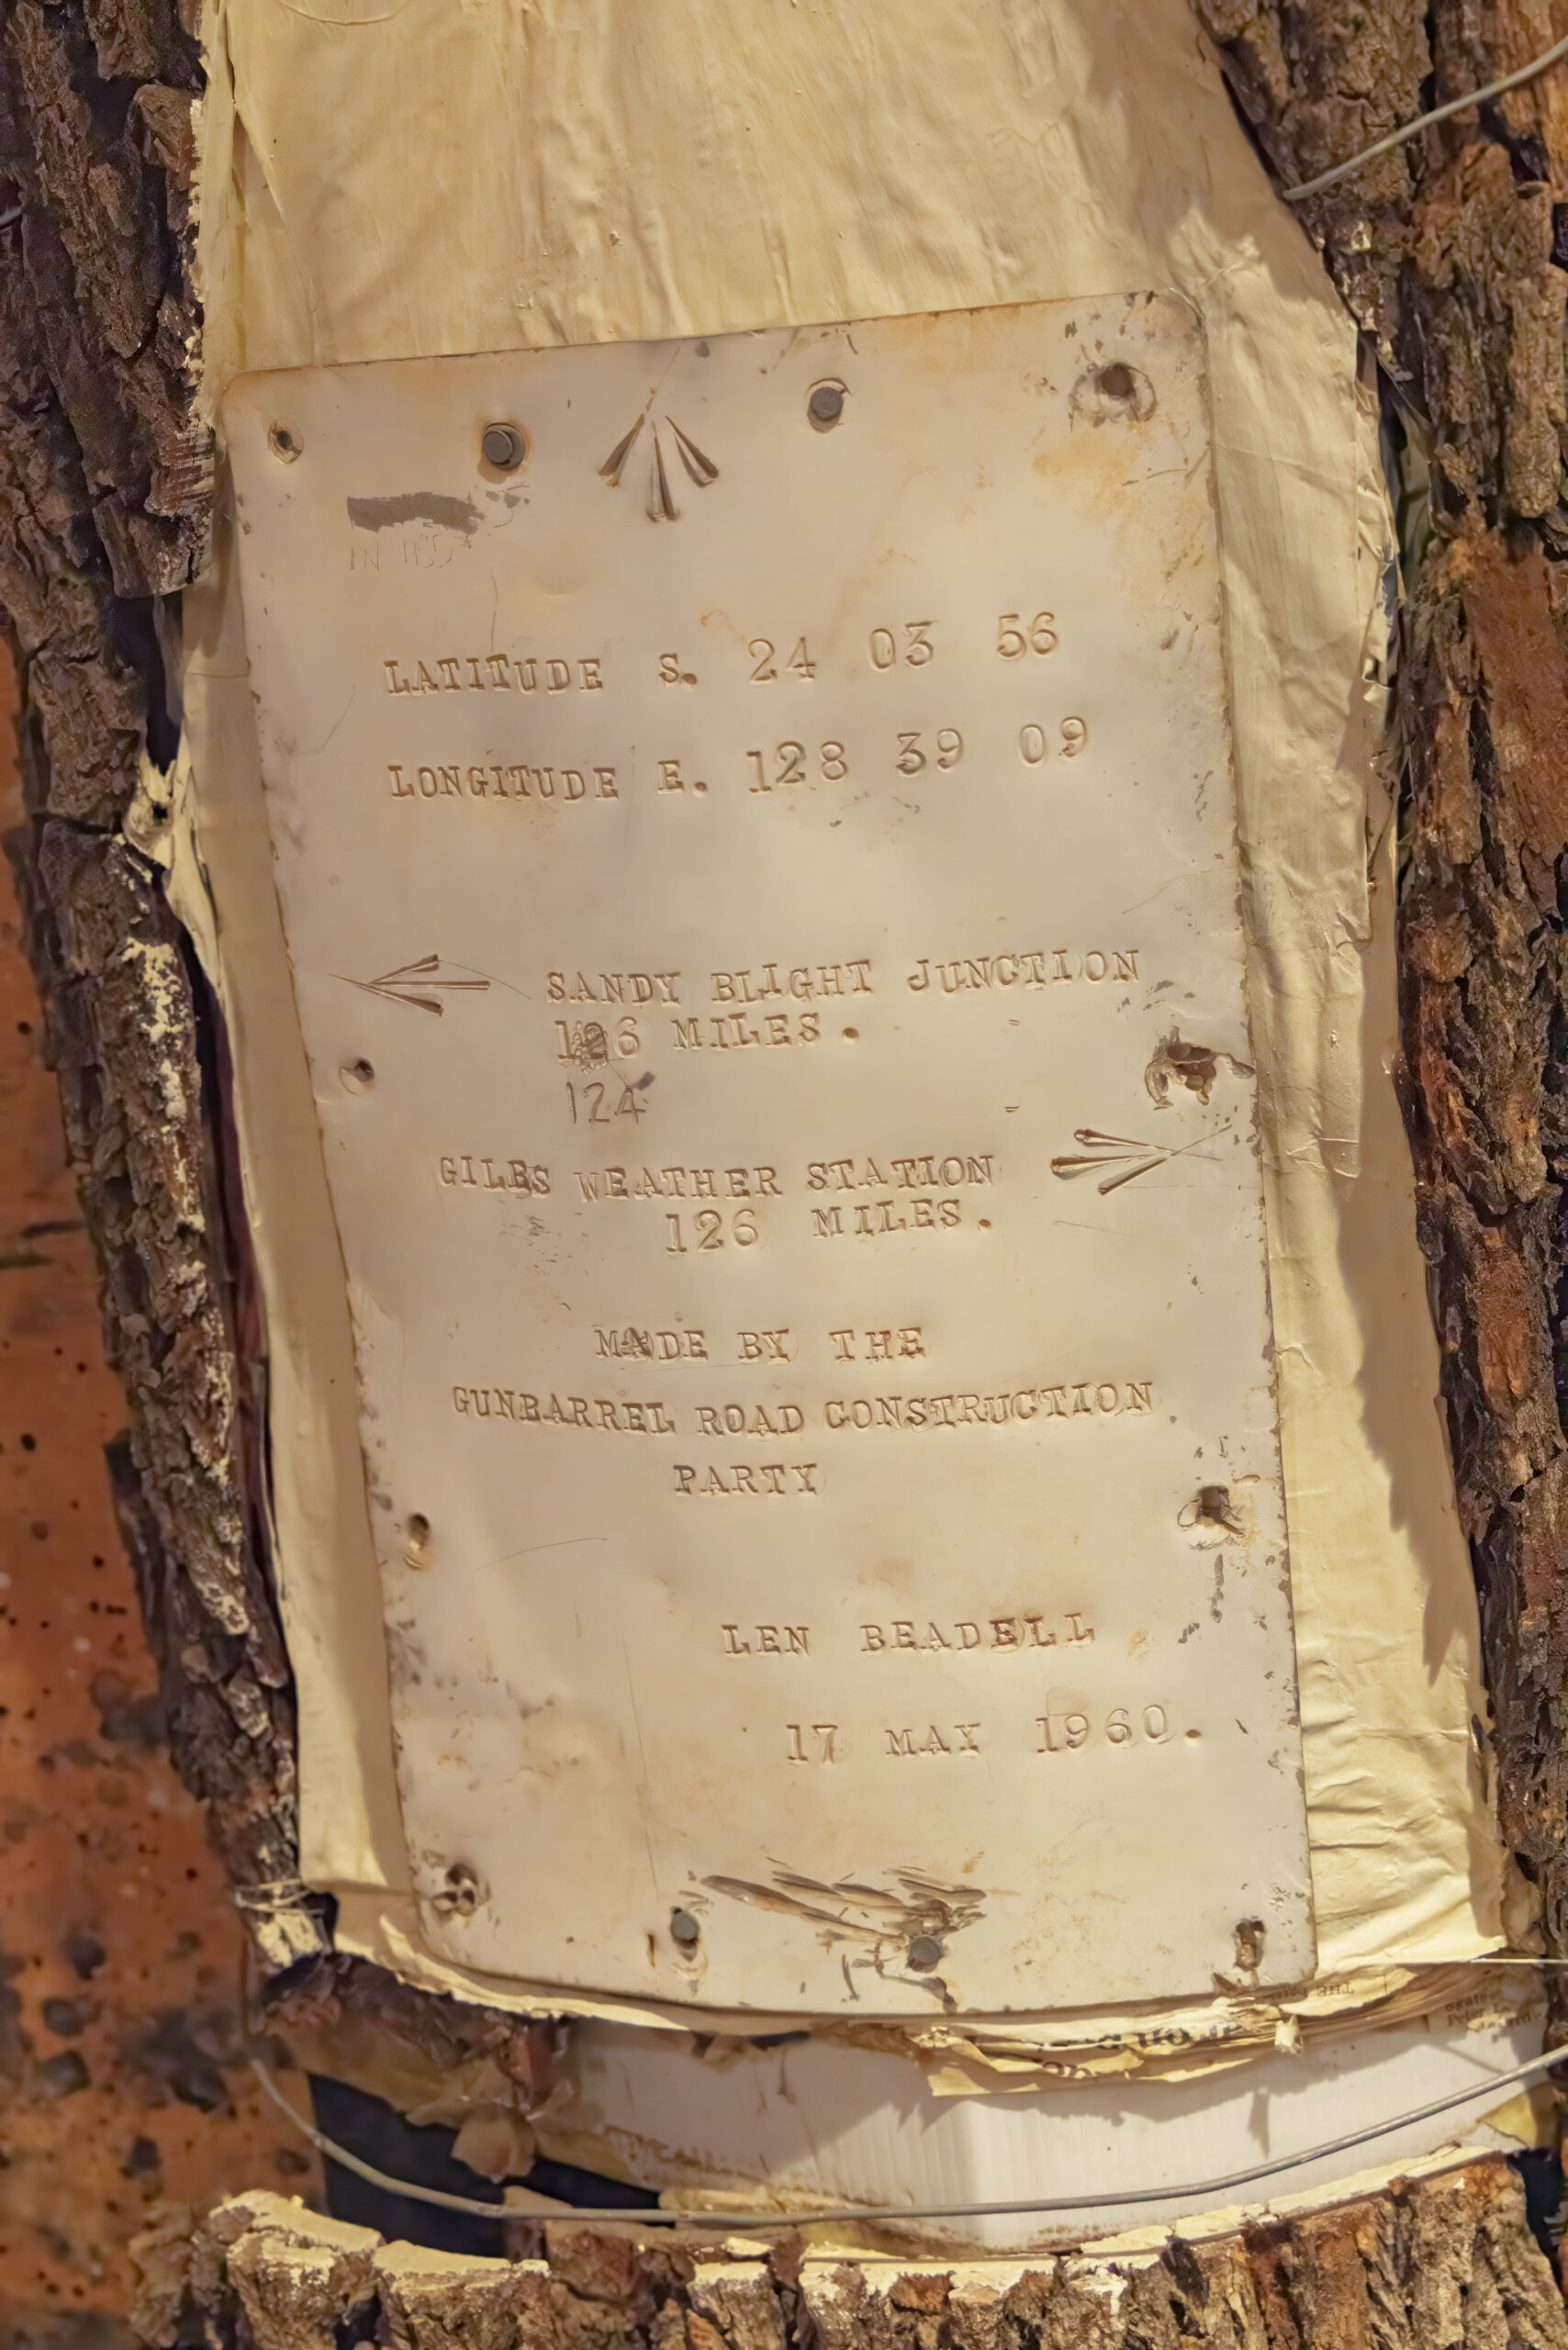 LATITUDE S. 24 03 56
LONGITUDE E. 128 39 09
SANDY BLIGHT JUNCTION
MILES.
124
GILES WEATHER STATION
126 MILES.
MADE BY THE
GUNBARREL ROAD CONSTRUCTION
PARTY
LEN BEADELL
17 MAY 1960.